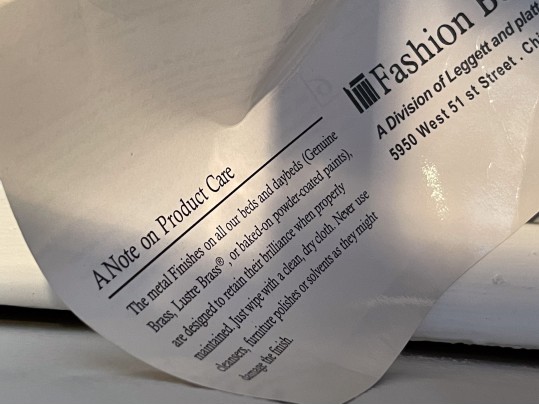 Fashion B
A Division of Leggett and platt
5950 West 51 st Street . Chi
A Note on Product Care
The metal Finishes on all our beds and daybeds (Genuine
Brass, Lustre Brass®, or baked-on powder-coated paints),
are designed to retain their brilliance when properly
maintained. Just wipe with a clean, dry cloth. Never use
cleansers, furniture polishes or solvents as they might
damage the finish.